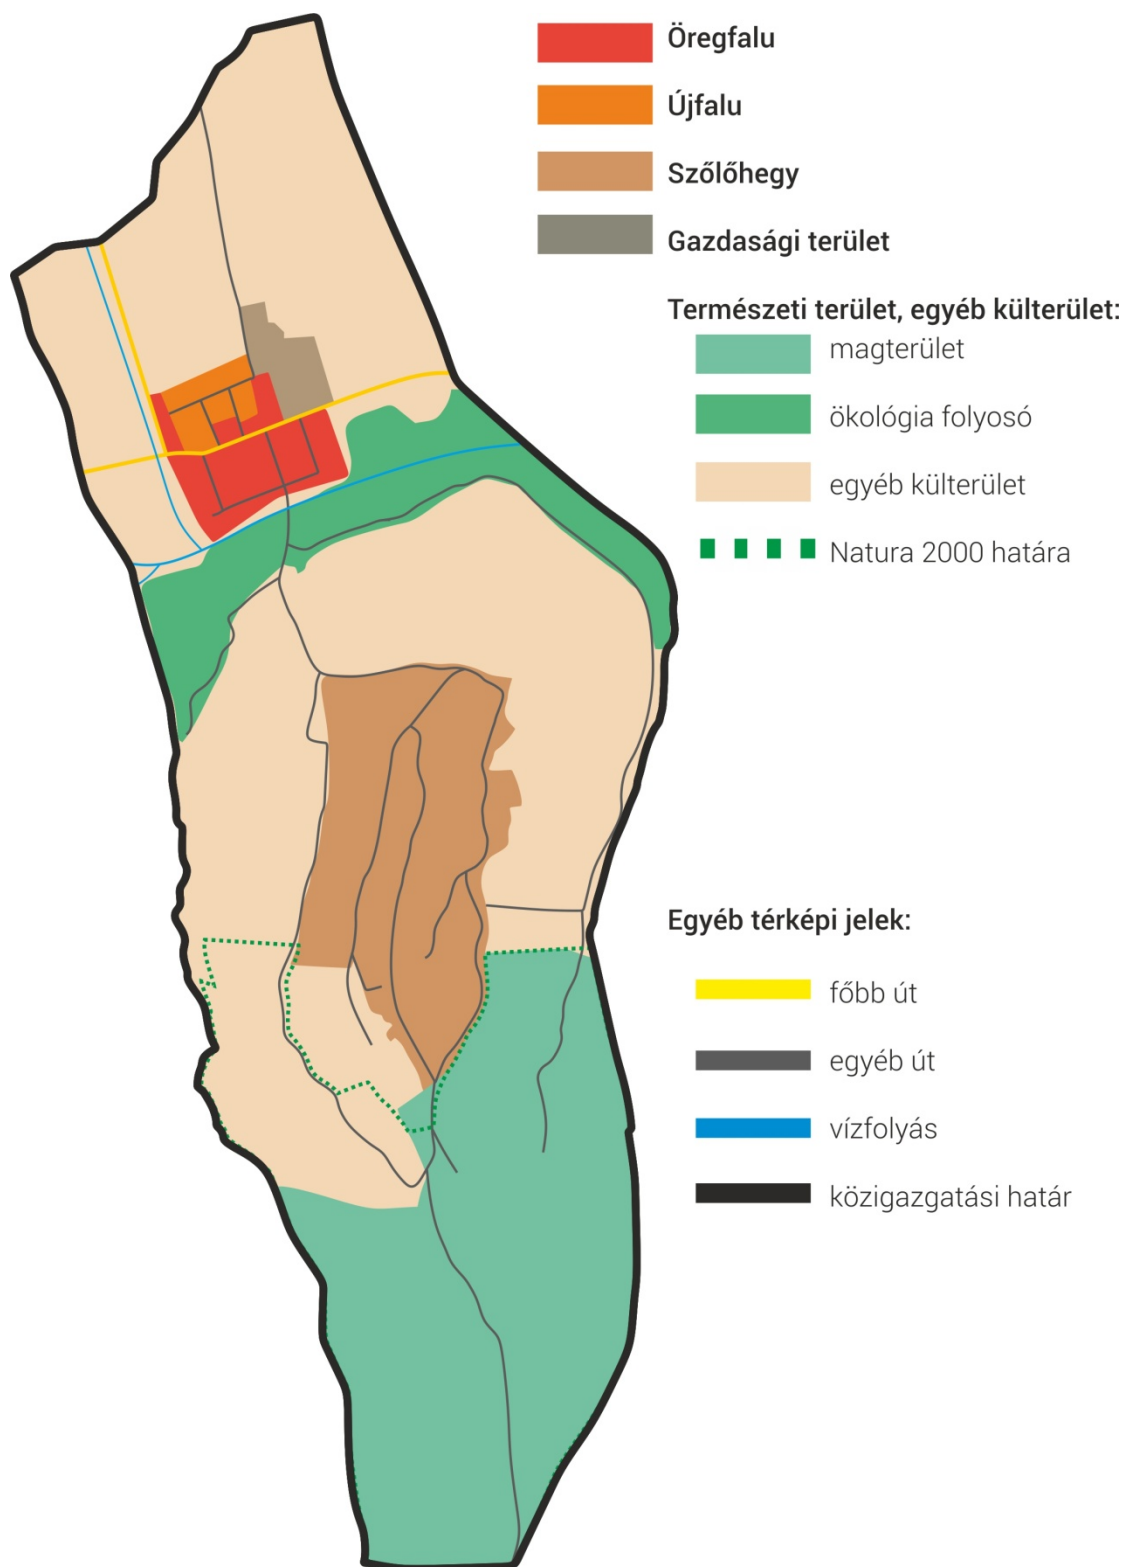 Öregfalu
Újfalu
Szőlőhegy
Gazdasági terület
Természeti terület, egyéb külterület:
magterület
ökológia folyosó
egyéb külterület
Natura 2000 határa
Egyéb térképi jelek:
főbb út
egyéb út
vízfolyás
közigazgatási határ